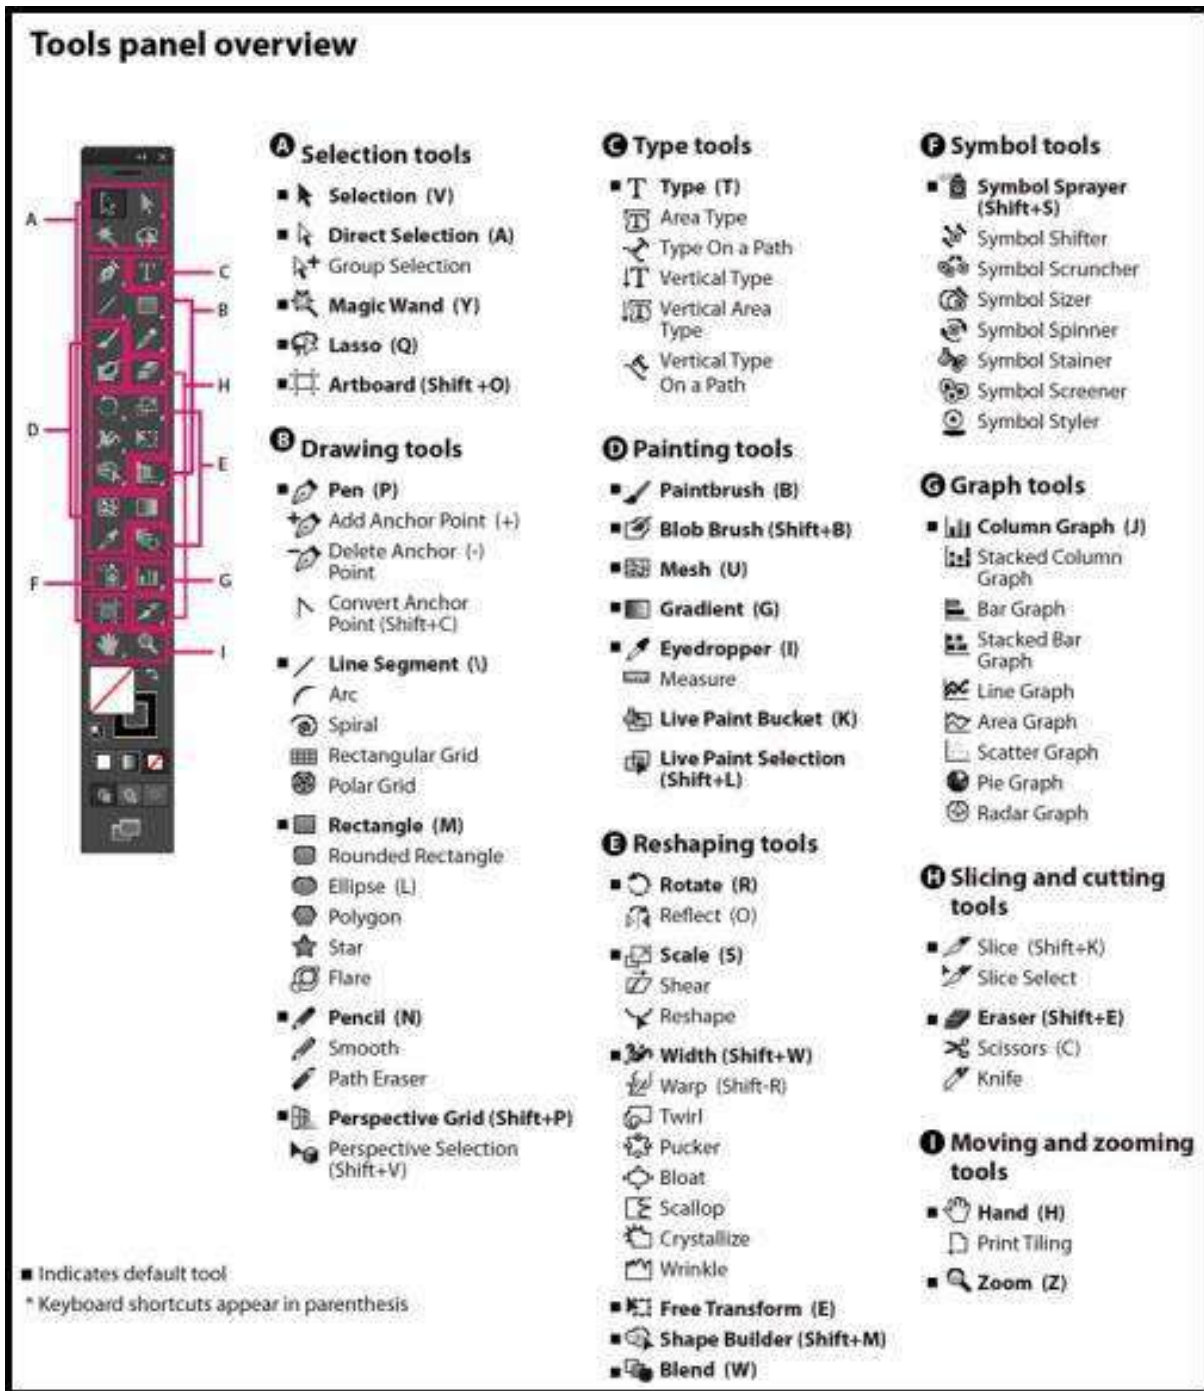 Tools panel overview
A
B
C
D
E
F
G
H
I
A Selection tools
Selection (V)
Direct Selection (A)
Group Selection
Magic Wand (Y)
Lasso (Q)
Artboard (Shift +O)
B Drawing tools
Pen (P)
Add Anchor Point (+)
Delete Anchor (-)
Point
Convert Anchor
Point (Shift+C)
Line Segment (\)
Arc
Spiral
Rectangular Grid
Polar Grid
Rectangle (M)
Rounded Rectangle
Ellipse (L)
Polygon
Star
Flare
Pencil (N)
Smooth
Path Eraser
Perspective Grid (Shift+P)
Perspective Selection
(Shift+V)
C Type tools
Type (T)
Area Type
Type On a Path
Vertical Type
Vertical Area
Type
Vertical Type
On a Path
D Painting tools
Paintbrush (B)
Blob Brush (Shift+B)
Mesh (U)
Gradient (G)
Eyedropper (I)
Measure
Live Paint Bucket (K)
Live Paint Selection
(Shift+L)
E Reshaping tools
Rotate (R)
Reflect (O)
Scale (S)
Shear
Reshape
Width (Shift+W)
Warp (Shift-R)
Twirl
Pucker
Bloat
Scallop
Crystallize
Wrinkle
Free Transform (E)
Shape Builder (Shift+M)
Blend (W)
F Symbol tools
Symbol Sprayer
(Shift+S)
Symbol Shifter
Symbol Scruncher
Symbol Sizer
Symbol Spinner
Symbol Stainer
Symbol Screener
Symbol Styler
G Graph tools
Column Graph (J)
Stacked Column
Graph
Bar Graph
Stacked Bar
Graph
Line Graph
Area Graph
Scatter Graph
Pie Graph
Radar Graph
H Slicing and cutting
tools
Slice (Shift+K)
Slice Select
Eraser (Shift+E)
Scissors (C)
Knife
I Moving and zooming
tools
Hand (H)
Print Tiling
Zoom (Z)
■ Indicates default tool
* Keyboard shortcuts appear in parenthesis